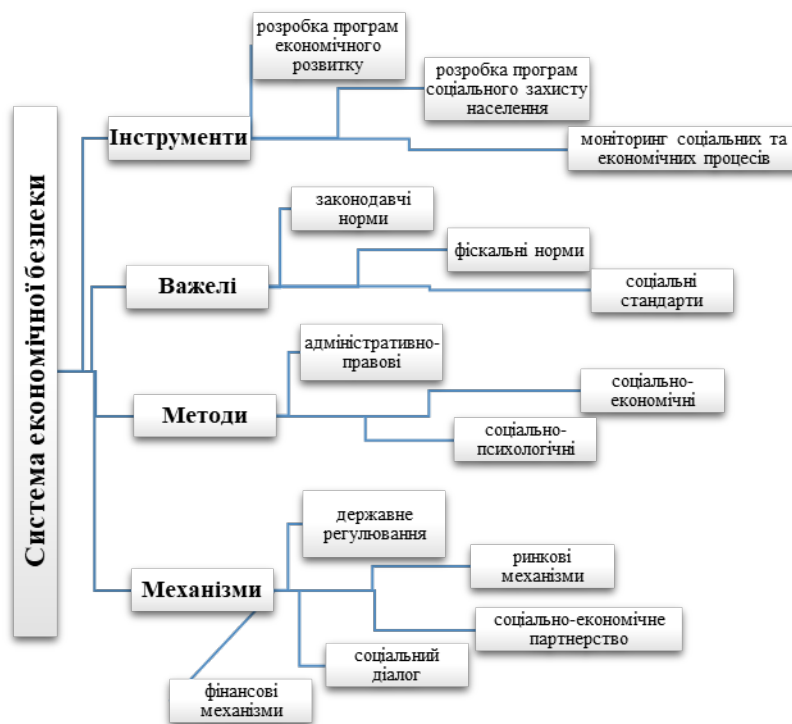 Система економічної безпеки
Інструменти
розробка програм
економічного
розвитку
розробка програм
соціального захисту
населення
моніторинг соціальних та
економічних процесів
Важелі
законодавчі
норми
фіскальні норми
соціальні
стандарти
Методи
адміністративно-
правові
соціально-
економічні
соціально-
психологічні
Механізми
державне
регулювання
ринкові
механізми
соціально-економічне
партнерство
соціальний
діалог
фінансові
механізми